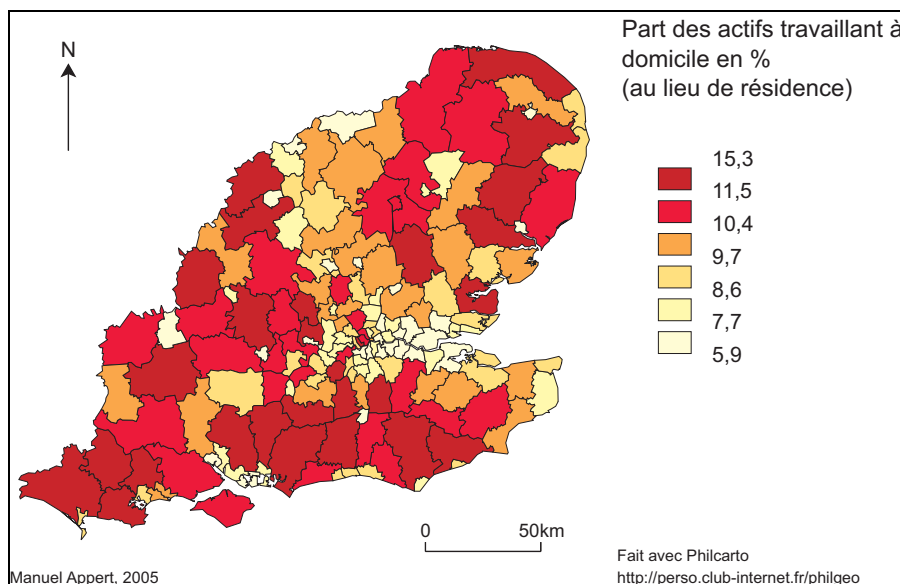 Part des actifs travaillant à
domicile en %
(au lieu de résidence)
N
15,3
11,5
10,4
9,7
8,6
7,7
5,9
0 50km
Manuel Appert, 2005
Fait avec Philcarto
http://perso.club-internet.fr/philgeo